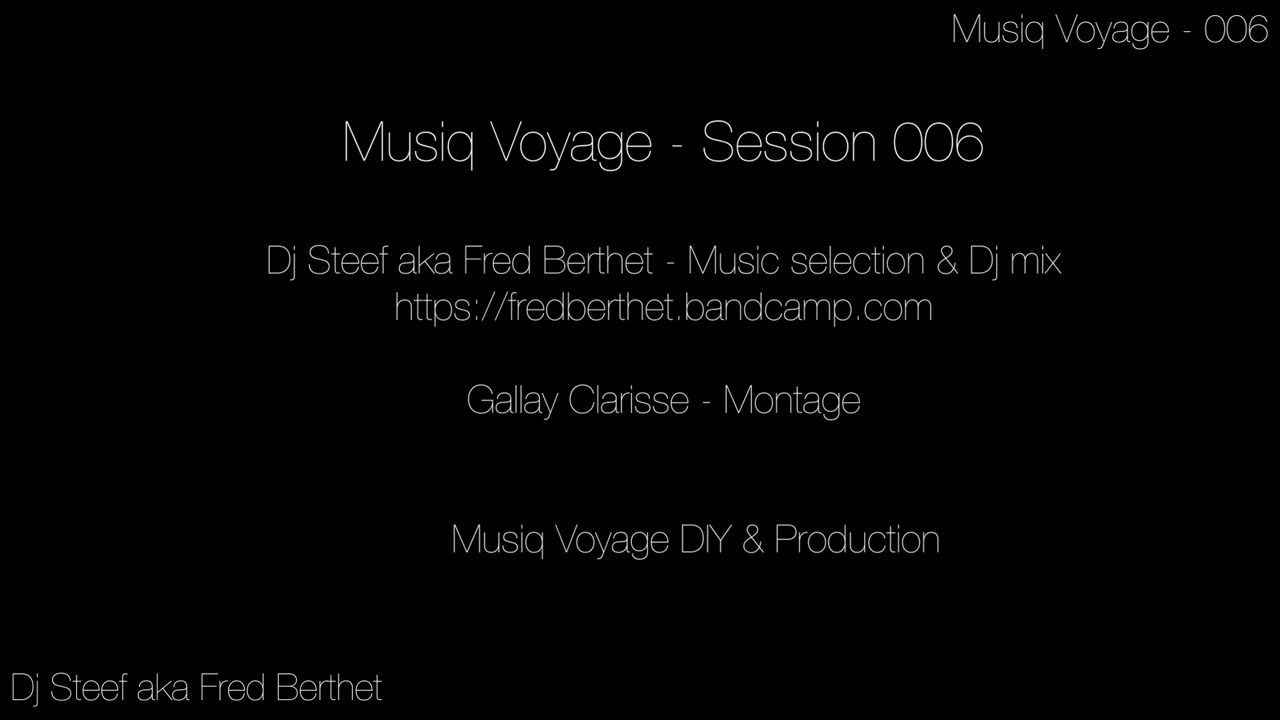 Musiq Voyage - 006
Musiq Voyage - Session 006
Dj Steef aka Fred Berthet - Music selection & Dj mix
https://fredberthet.bandcamp.com
Gallay Clarisse - Montage
Musiq Voyage DIY & Production
Dj Steef aka Fred Berthet